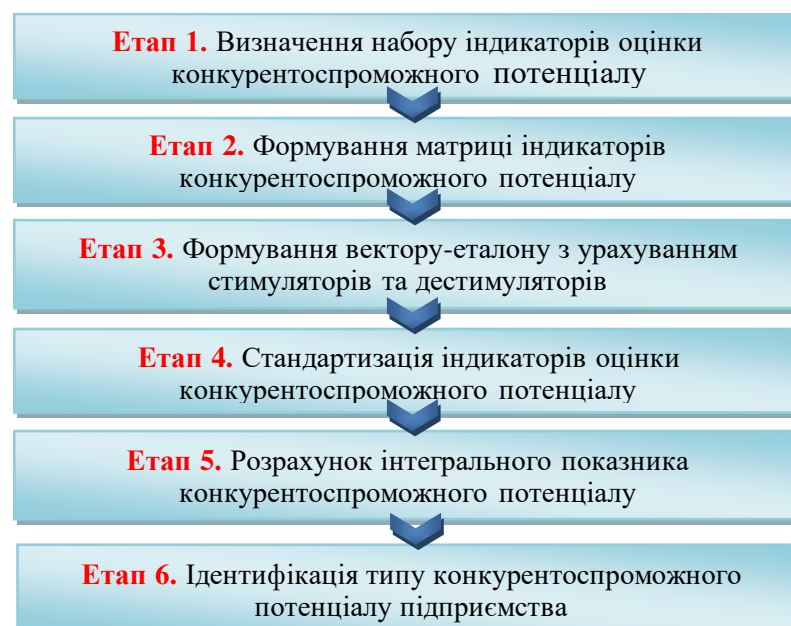 Етап 1. Визначення набору індикаторів оцінки
конкурентоспроможного потенціалу
Етап 2. Формування матриці індикаторів
конкурентоспроможного потенціалу
Етап 3. Формування вектору-еталону з урахуванням
стимуляторів та дестимуляторів
Етап 4. Стандартизація індикаторів оцінки
конкурентоспроможного потенціалу
Етап 5. Розрахунок інтегрального показника
конкурентоспроможного потенціалу
Етап 6. Ідентифікація типу конкурентоспроможного
потенціалу підприємства